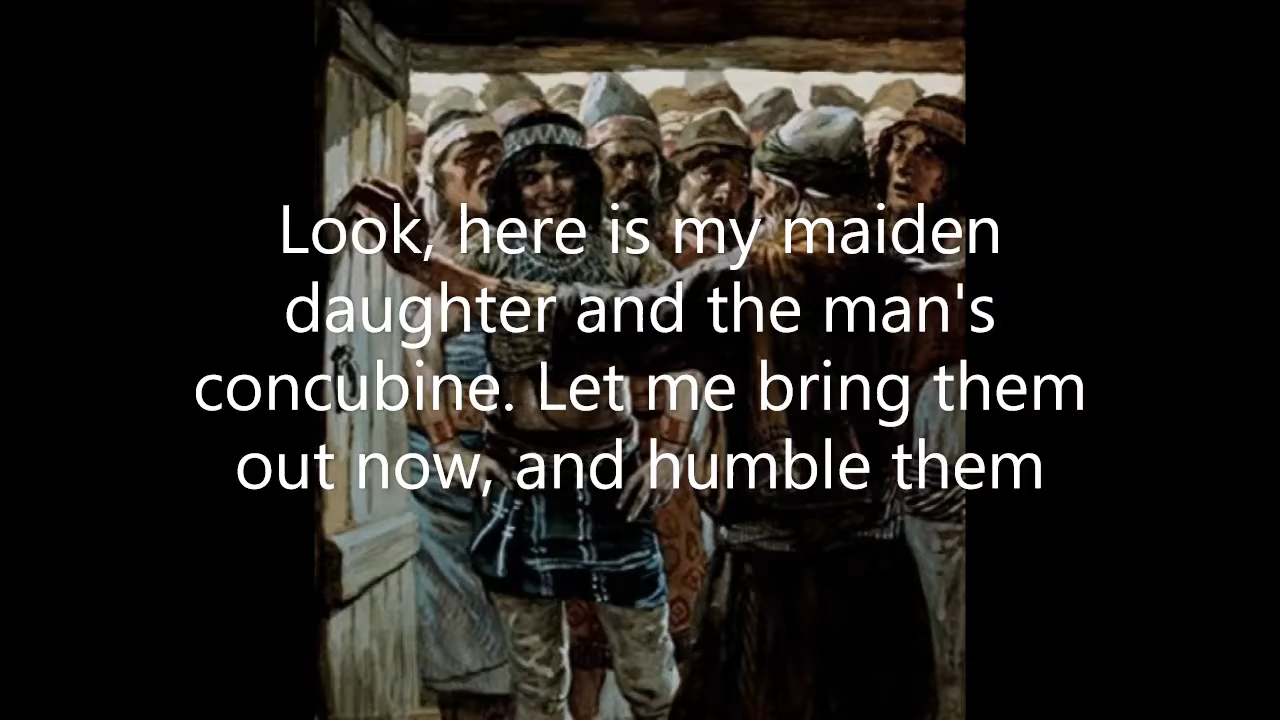 Look, here is my maiden
daughter and the man's
concubine. Let me bring them
out now, and humble them